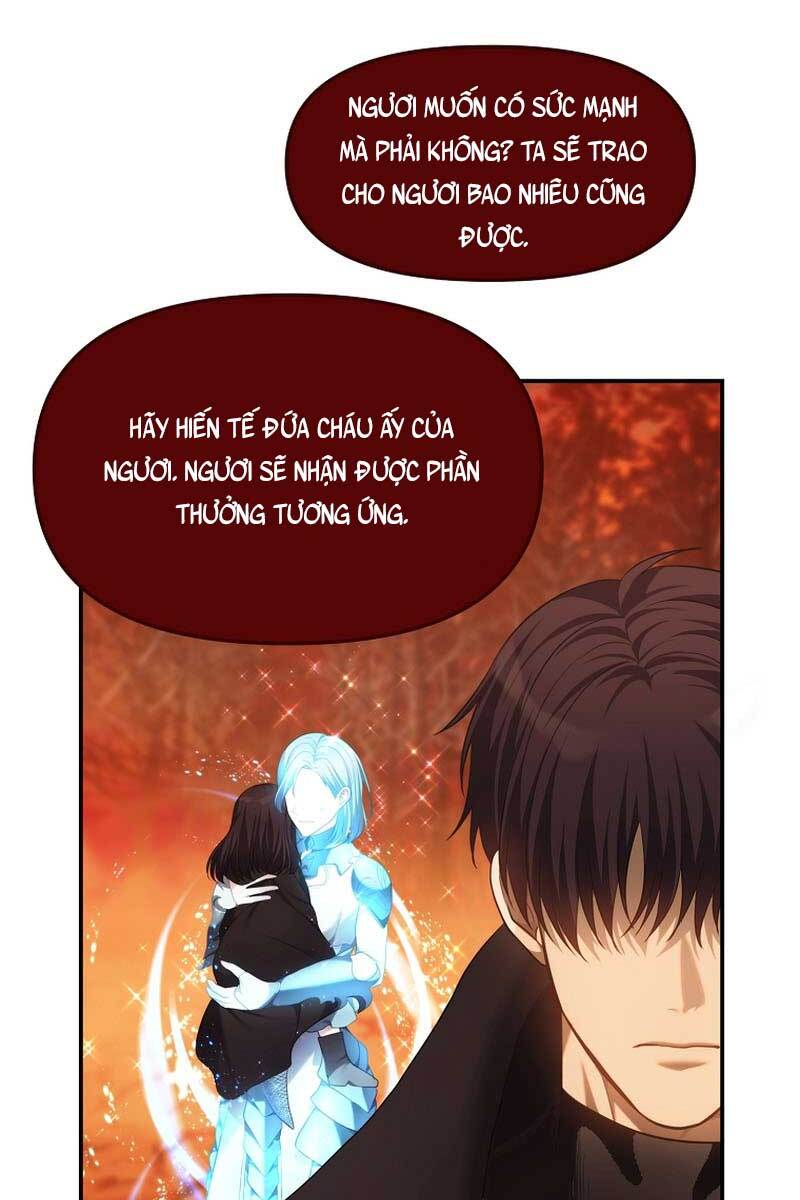 NGƯƠI MUỐN CÓ SỨC MẠNH
MÀ PHẢI KHÔNG? TA SẼ TRAO
CHO NGƯƠI BAO NHIÊU CŨNG
ĐƯỢC.
HÃY HIẾN TẾ ĐỨA CHÁU ẤY CỦA
NGƯƠI. NGƯƠI SẼ NHẬN ĐƯỢC PHẦN
THƯỞNG TƯƠNG ỨNG.